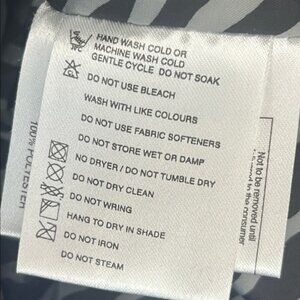 HAND WASH COLD OR
MACHINE WASH COLD
GENTLE CYCLE DO NOT SOAK
DO NOT USE BLEACH
WASH WITH LIKE COLOURS
DO NOT USE FABRIC SOFTENERS
DO NOT STORE WET OR DAMP
NO DRYER / DO NOT TUMBLE DRY
DO NOT DRY CLEAN
DO NOT WRING
HANG TO DRY IN SHADE
DO NOT IRON
DO NOT STEAM
100% POLYESTER
Not to be removed until
the consumer